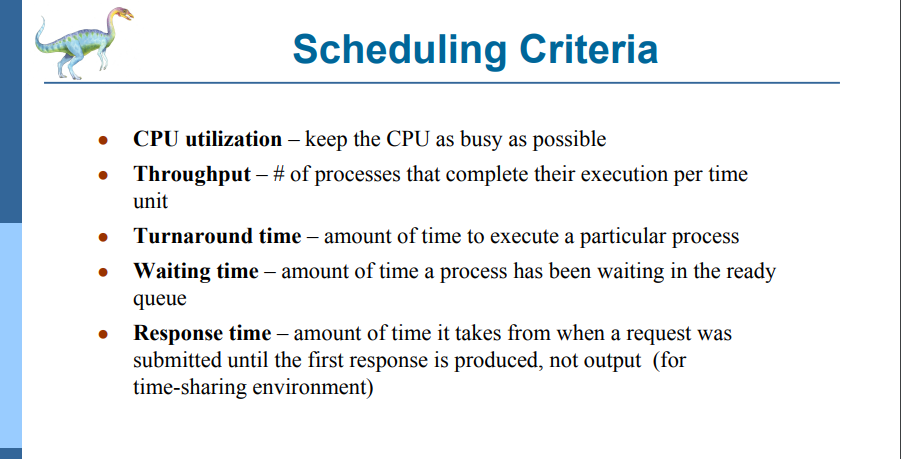 Scheduling Criteria
● CPU utilization – keep the CPU as busy as possible
● Throughput – # of processes that complete their execution per time
unit
● Turnaround time – amount of time to execute a particular process
● Waiting time – amount of time a process has been waiting in the ready
queue
● Response time – amount of time it takes from when a request was
submitted until the first response is produced, not output  (for
time-sharing environment)